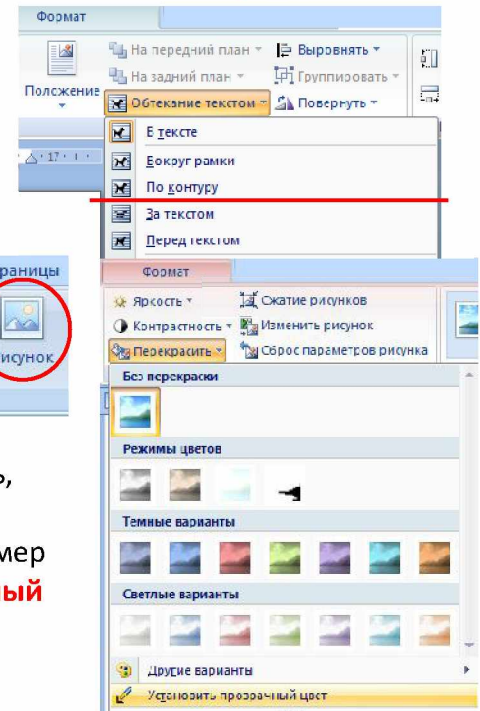 Формат
На передний план
На задний план
Положение
Обтекание текстом
Выровнять
Группировать
Повернуть
17
В тексте
Вокруг рамки
По контуру
За текстом
Перед текстом
раницы
исунок
Формат
Яркость
Контрастность
Перекрасить
Сжатие рисунков
Изменить рисунок
Сброс параметров рисунка
Без перекраски
Режимы цветов
Темные варианты
Светлые варианты
Другие варианты
Установить прозрачный цвет
ь,
мер
ный